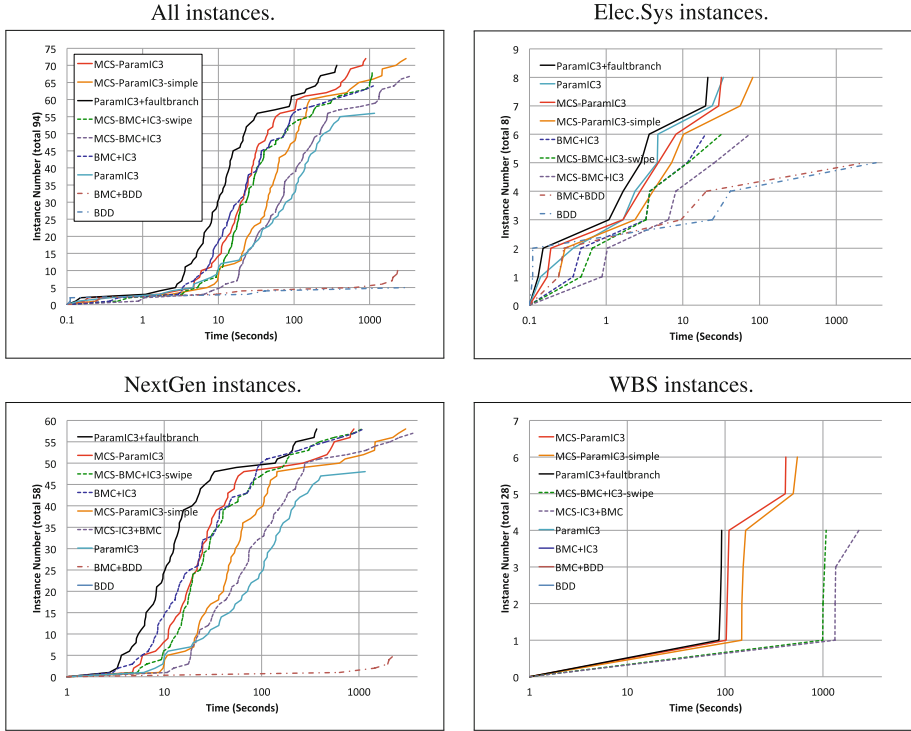 All instances.
Instance Number (total 94)
75
70
65
60
55
50
45
40
35
30
25
20
15
10
5
0
MCS-ParamIC3
MCS-ParamIC3-simple
ParamIC3+faultbranch
MCS-BMC+IC3-swipe
MCS-BMC+IC3
BMC+IC3
ParamIC3
BMC+BDD
BDD
0.1 1 10 100 1000
Time (Seconds)
Elec.Sys instances.
Instance Number (total 8)
9
8
7
6
5
4
3
2
1
0
ParamIC3+faultbranch
ParamIC3
MCS-ParamIC3
MCS-ParamIC3-simple
BMC+IC3
MCS-BMC+IC3-swipe
MCS-BMC+IC3
BMC+BDD
BDD
0.1 1 10 100 1000
Time (Seconds)
NextGen instances.
Instance Number (total 58)
60
55
50
45
40
35
30
25
20
15
10
5
0
ParamIC3+faultbranch
MCS-ParamIC3
MCS-BMC+IC3-swipe
BMC+IC3
MCS-ParamIC3-simple
MCS-IC3+BMC
ParamIC3
BMC+BDD
BDD
1 10 100 1000
Time (Seconds)
WBS instances.
Instance Number (total 28)
7
6
5
4
3
2
1
0
MCS-ParamIC3
MCS-ParamIC3-simple
ParamIC3+faultbranch
MCS-BMC+IC3-swipe
MCS-IC3+BMC
ParamIC3
BMC+IC3
BMC+BDD
BDD
1 10 100 1000
Time (Seconds)